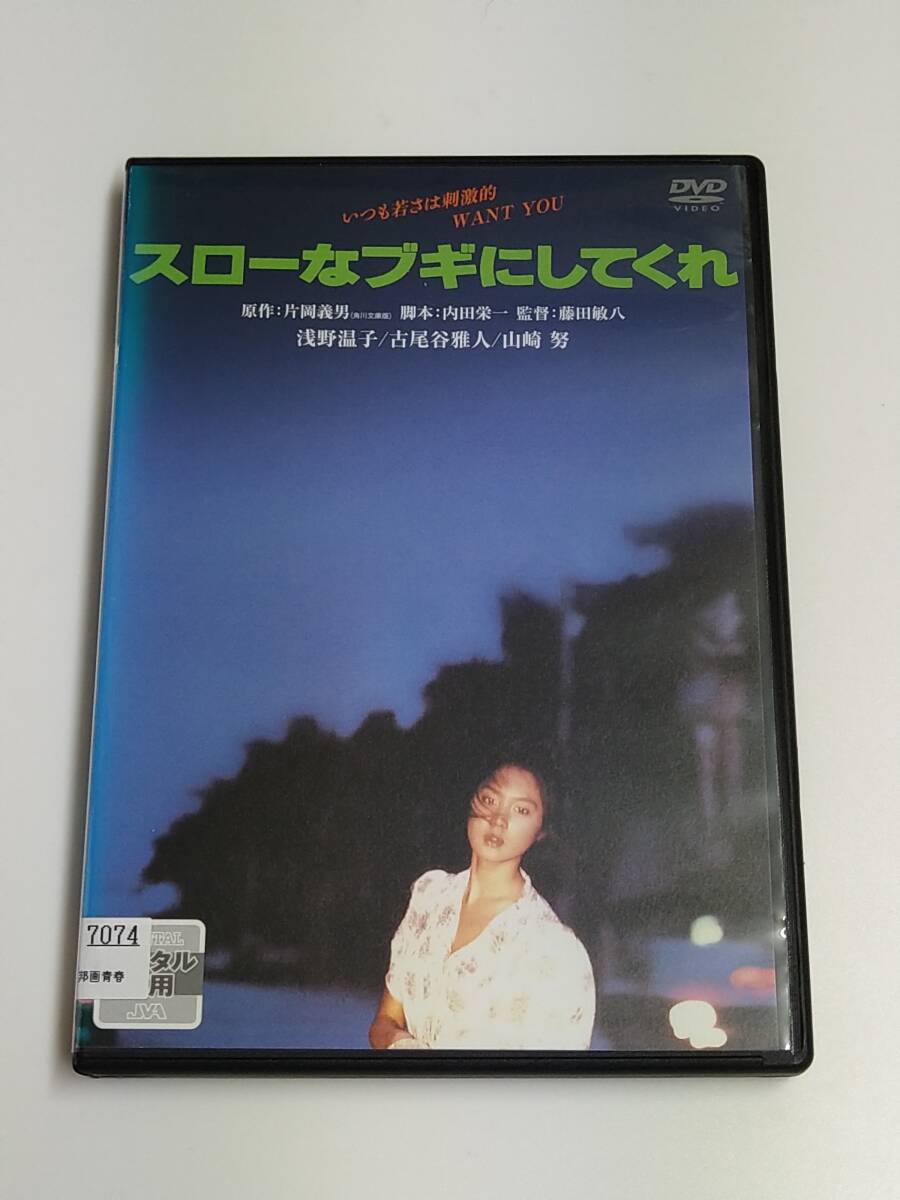 いつも若さは刺激的
WANT YOU
DVD
VIDEO
スローなブギにしてくれ
原作:片岡義男(角川文庫版) 脚本:内田栄一 監督:藤田敏八
浅野温子/古尾谷雅人/山﨑 努
7074
邦画青春
TAL
タル
用
JVA